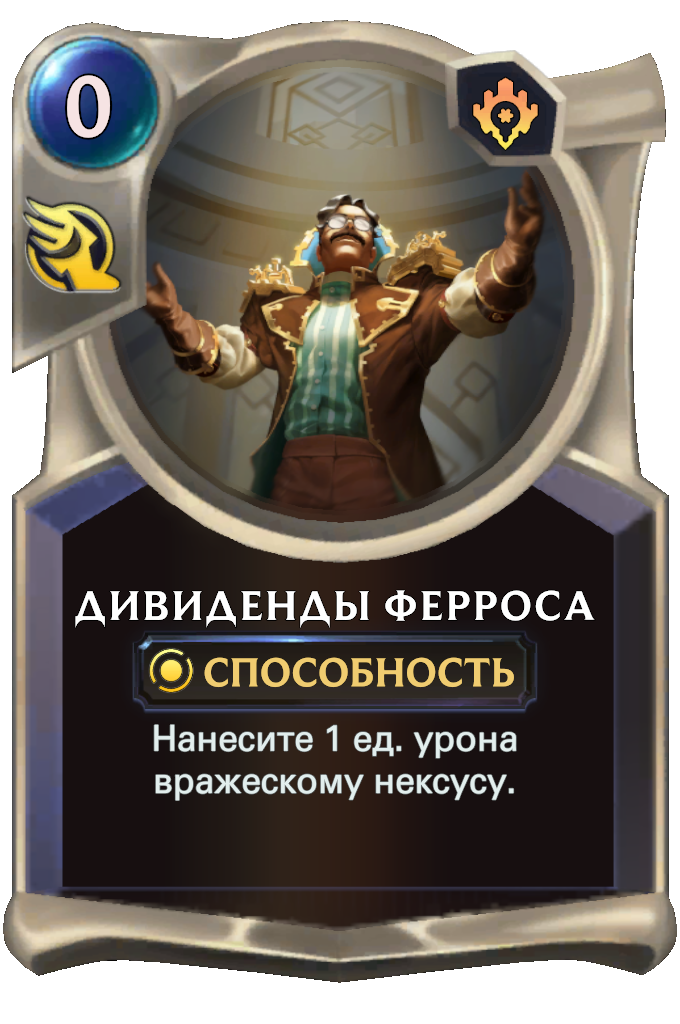 0
ДИВИДЕНДЫ ФЕРРОСА
СПОСОБНОСТЬ
Нанесите 1 ед. урона
вражескому нексусу.